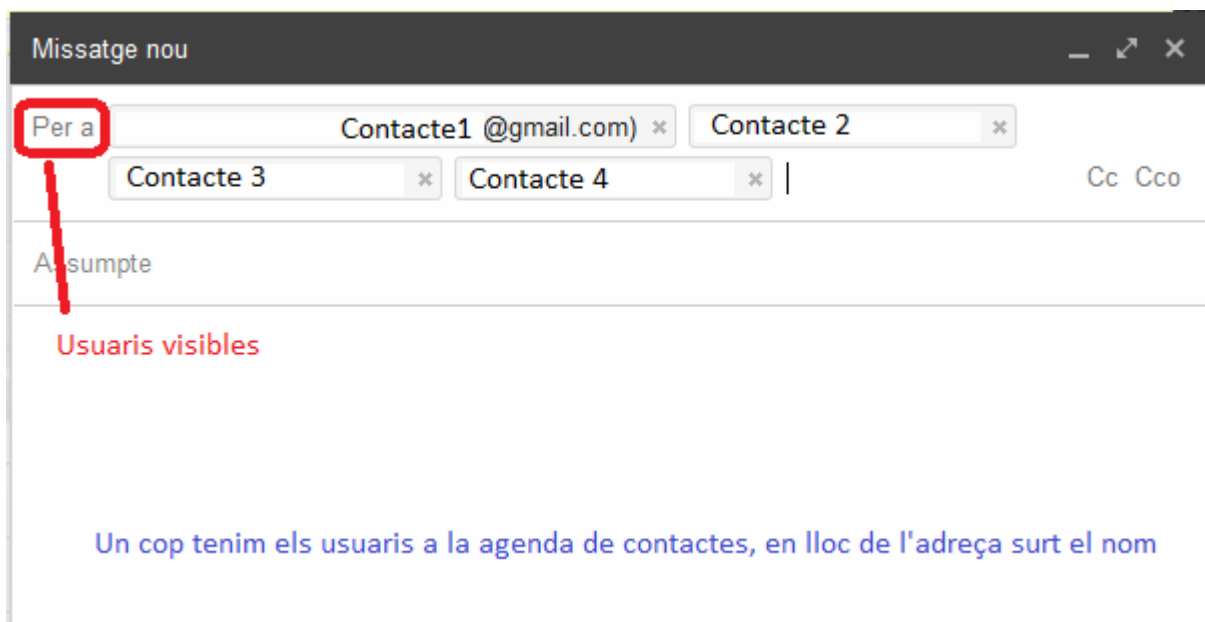 Missatge nou
Per a Contacte1 @gmail.com) Contacte 2
Contacte 3 Contacte 4 Cc Cco
Assumpte
Usuaris visibles
Un cop tenim els usuaris a la agenda de contactes, en lloc de l'adreça surt el nom